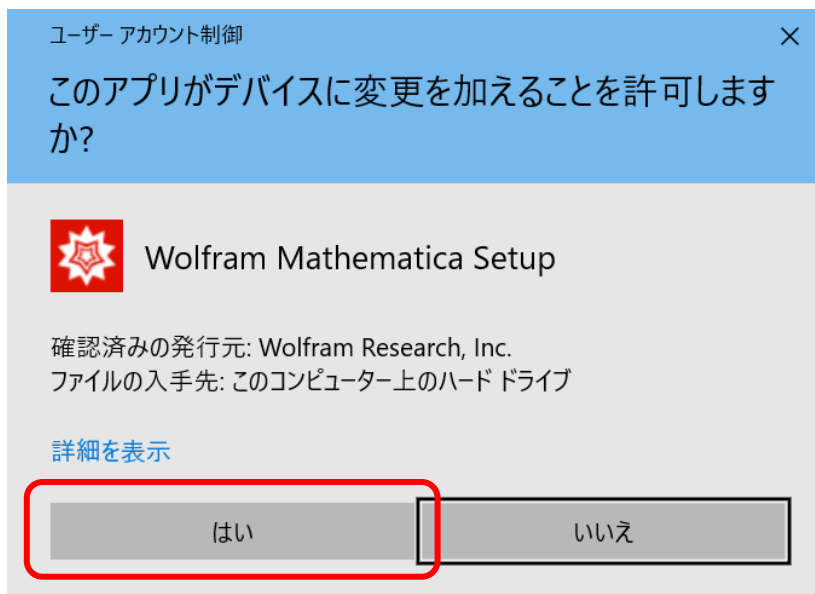 ユーザー アカウント制御
このアプリがデバイスに変更を加えることを許可します
か?
Wolfram Mathematica Setup
確認済みの発行元: Wolfram Research, Inc.
ファイルの入手先: このコンピューター上のハード ドライブ
詳細を表示
はい
いいえ